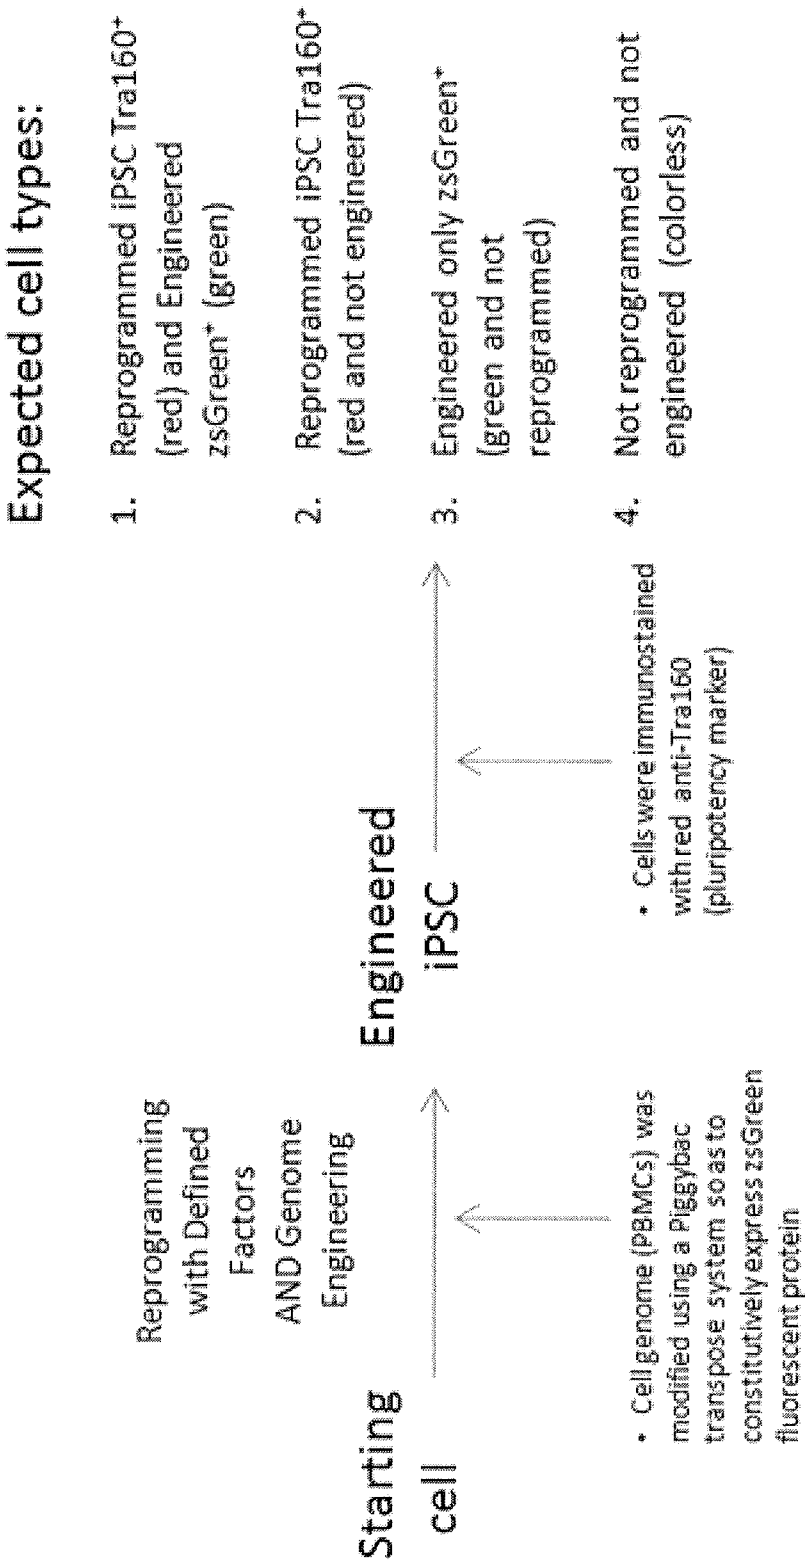 Starting
cell
Reprogramming
with Defined
Factors
AND Genome
Engineering
• Cell genome (PBMCs) was
modified using a Piggybac
transpose system so as to
constitutively express zsGreen
fluorescent protein
Engineered
iPSC
• Cells were immunostained
with red anti-Tra160
(pluripotency marker)
Expected cell types:
1. Reprogrammed iPSC Tra160⁺
(red) and Engineered
zsGreen⁺ (green)
2. Reprogrammed iPSC Tra160⁺
(red and not engineered)
3. Engineered only zsGreen⁺
(green and not
reprogrammed)
4. Not reprogrammed and not
engineered (colorless)